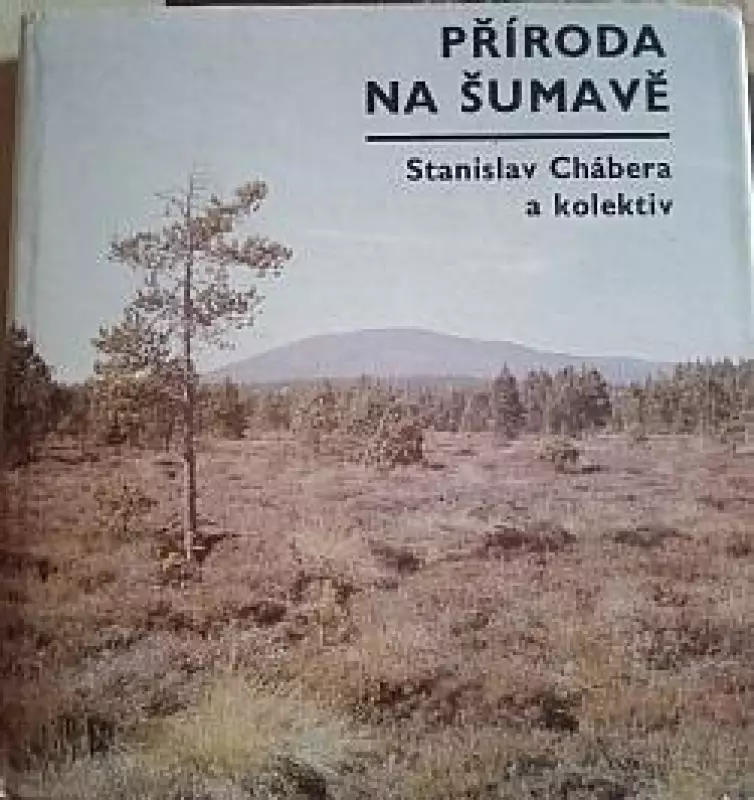 PŘÍRODA
NA ŠUMAVĚ
Stanislav Chábera
a kolektiv